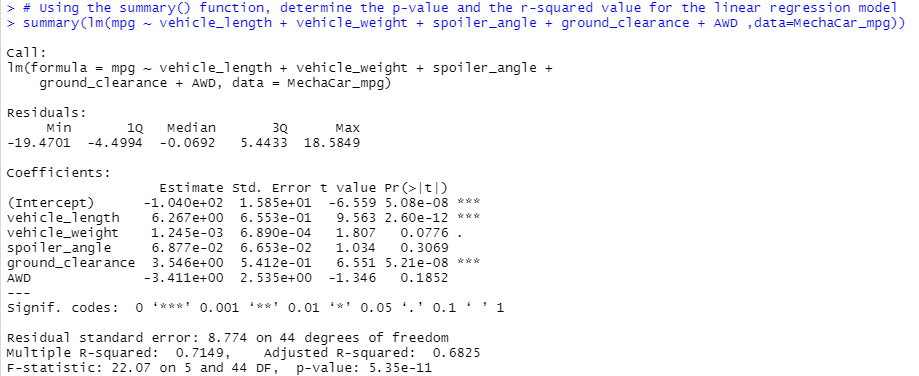 > # Using the summary() function, determine the p-value and the r-squared value for the linear regression model
> summary(lm(mpg ~ vehicle_length + vehicle_weight + spoiler_angle + ground_clearance + AWD ,data=MechaCar_mpg))
Call:
lm(formula = mpg ~ vehicle_length + vehicle_weight + spoiler_angle +
    ground_clearance + AWD, data = MechaCar_mpg)
Residuals:
     Min       1Q   Median       3Q      Max
-19.4701  -4.4994  -0.0692   5.4433  18.5849
Coefficients:
                   Estimate Std. Error t value Pr(>|t|)
(Intercept)      -1.040e+02  1.585e+01  -6.559 5.08e-08 ***
vehicle_length    6.267e+00  6.553e-01   9.563 2.60e-12 ***
vehicle_weight    1.245e-03  6.890e-04   1.807   0.0776 .
spoiler_angle     6.877e-02  6.653e-02   1.034   0.3069
ground_clearance  3.546e+00  5.412e-01   6.551 5.21e-08 ***
AWD              -3.411e+00  2.535e+00  -1.346   0.1852
---
Signif. codes:  0 ‘***’ 0.001 ‘**’ 0.01 ‘*’ 0.05 ‘.’ 0.1 ‘ ’ 1
Residual standard error: 8.774 on 44 degrees of freedom
Multiple R-squared:  0.7149,    Adjusted R-squared:  0.6825
F-statistic: 22.07 on 5 and 44 DF,  p-value: 5.35e-11